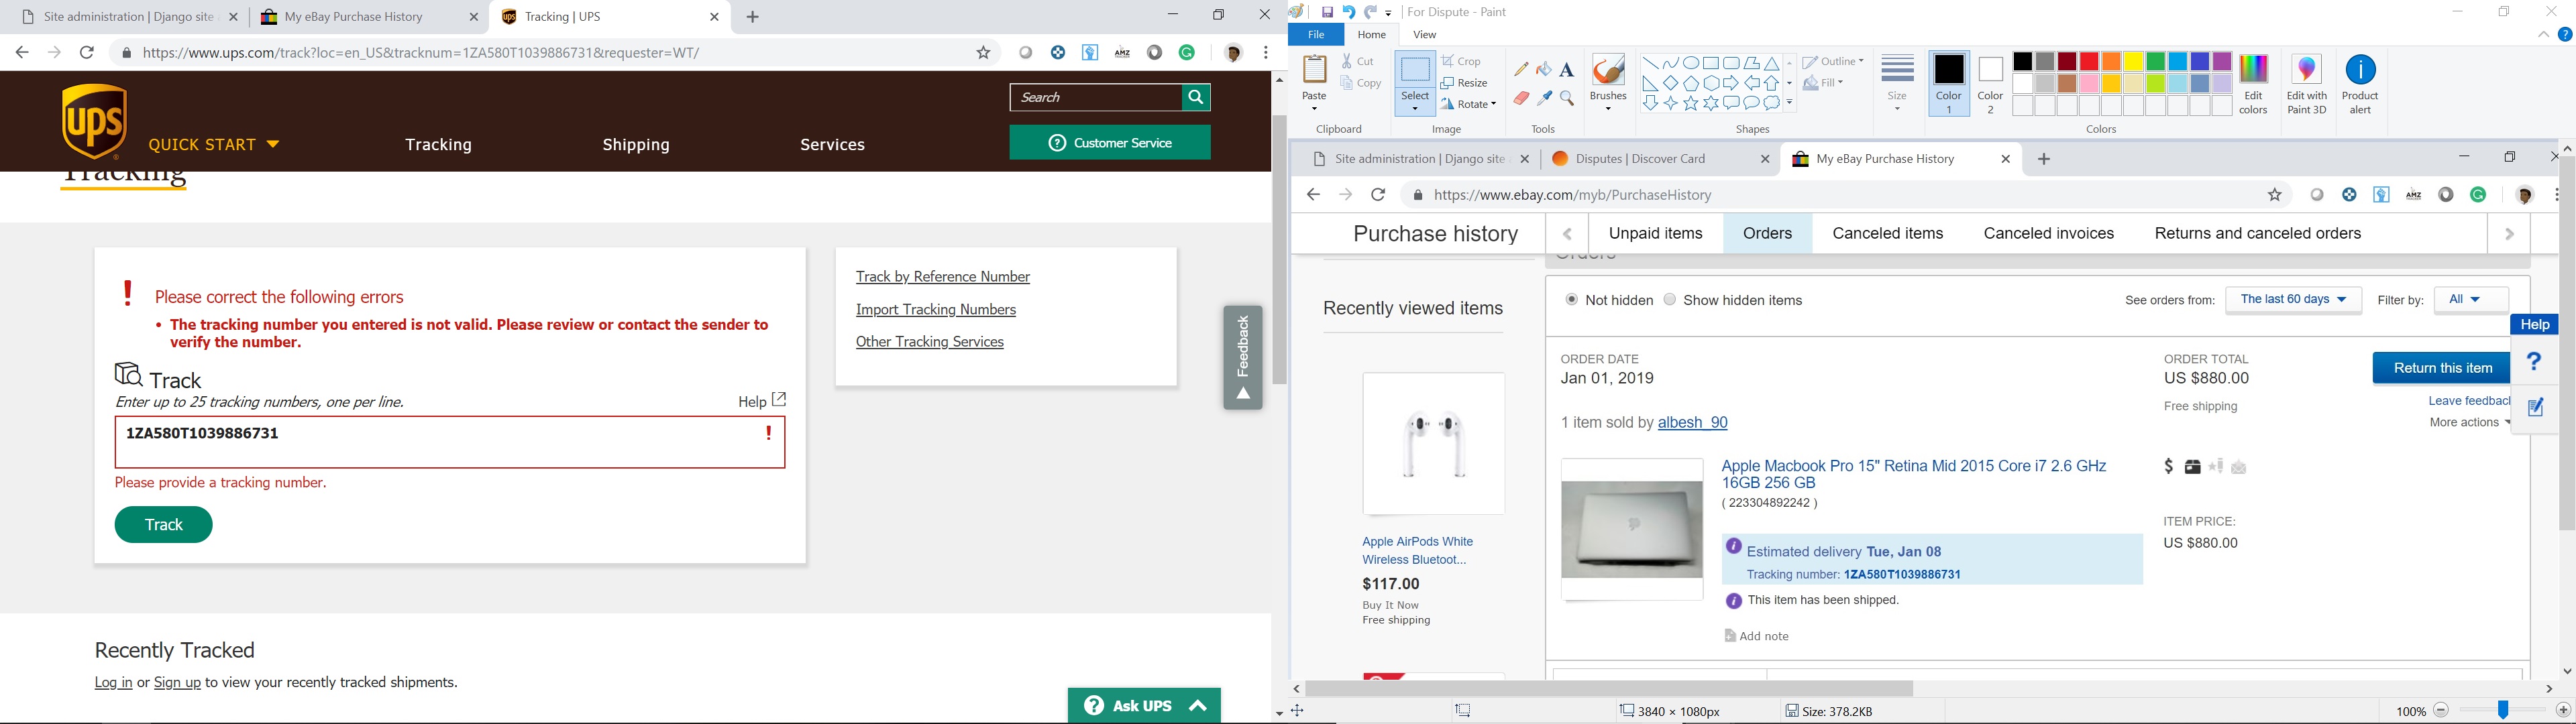 Site administration | Django site
My eBay Purchase History
Tracking | UPS
https://www.ups.com/track?loc=en_US&tracknum=1ZA580T1039886731&requester=WT/
AMZ
ups
QUICK START
Tracking
Shipping
Services
Search
Customer Service
Tracking
Please correct the following errors
• The tracking number you entered is not valid. Please review or contact the sender to
verify the number.
Track
Enter up to 25 tracking numbers, one per line.
Help
1ZA580T1039886731
Please provide a tracking number.
Track
Track by Reference Number
Import Tracking Numbers
Other Tracking Services
Feedback
Recently Tracked
Log in or Sign up to view your recently tracked shipments.
Ask UPS
For Dispute - Paint
File
Home
View
Paste
Cut
Copy
Clipboard
Select
Crop
Resize
Rotate
Image
Tools
Brushes
Shapes
Outline
Fill
Size
Color
1
Color
2
Edit
colors
Colors
Edit with
Paint 3D
Product
alert
Site administration | Django site
Disputes | Discover Card
My eBay Purchase History
https://www.ebay.com/myb/PurchaseHistory
AMZ
Purchase history
Unpaid items
Orders
Canceled items
Canceled invoices
Returns and canceled orders
Orders
Recently viewed items
Apple AirPods White
Wireless Bluetoot...
$117.00
Buy It Now
Free shipping
Not hidden
Show hidden items
See orders from:
The last 60 days
Filter by:
All
Help
ORDER DATE
Jan 01, 2019
ORDER TOTAL
US $880.00
Free shipping
Return this item
Leave feedback
More actions
1 item sold by albesh_90
Apple Macbook Pro 15" Retina Mid 2015 Core i7 2.6 GHz
16GB 256 GB
( 223304892242 )
Estimated delivery Tue, Jan 08
Tracking number: 1ZA580T1039886731
This item has been shipped.
Add note
ITEM PRICE:
US $880.00
3840 × 1080px
Size: 378.2KB
100%